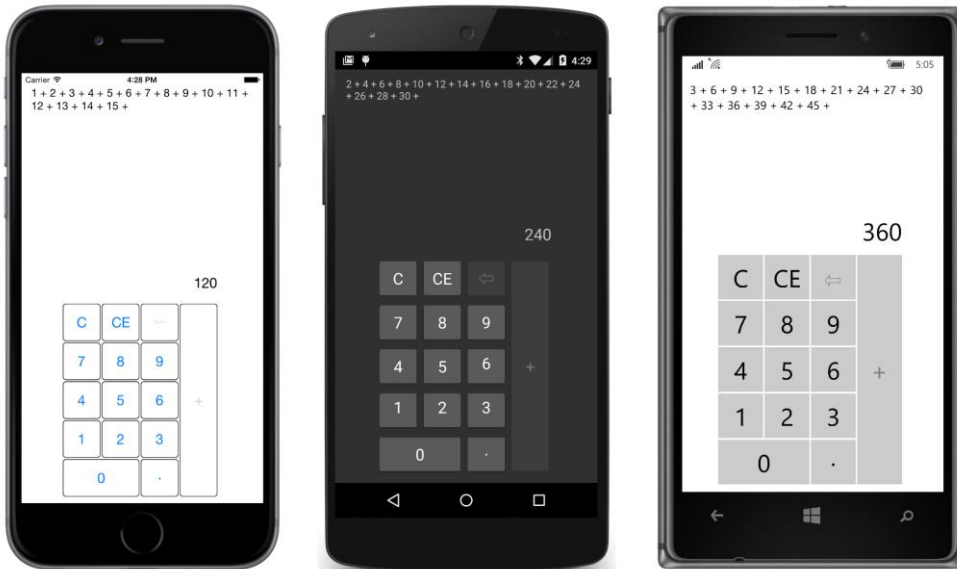 Carrier 4:28 PM
1 + 2 + 3 + 4 + 5 + 6 + 7 + 8 + 9 + 10 + 11 +
12 + 13 + 14 + 15 +
120
C CE ←
7 8 9
4 5 6 +
1 2 3
0 .
4:29
2 + 4 + 6 + 8 + 10 + 12 + 14 + 16 + 18 + 20 + 22 + 24
+ 26 + 28 + 30 +
240
C CE ⇦
7 8 9
4 5 6 +
1 2 3
0 .
5:05
3 + 6 + 9 + 12 + 15 + 18 + 21 + 24 + 27 + 30
+ 33 + 36 + 39 + 42 + 45 +
360
C CE ⇦
7 8 9
4 5 6 +
1 2 3
0 .